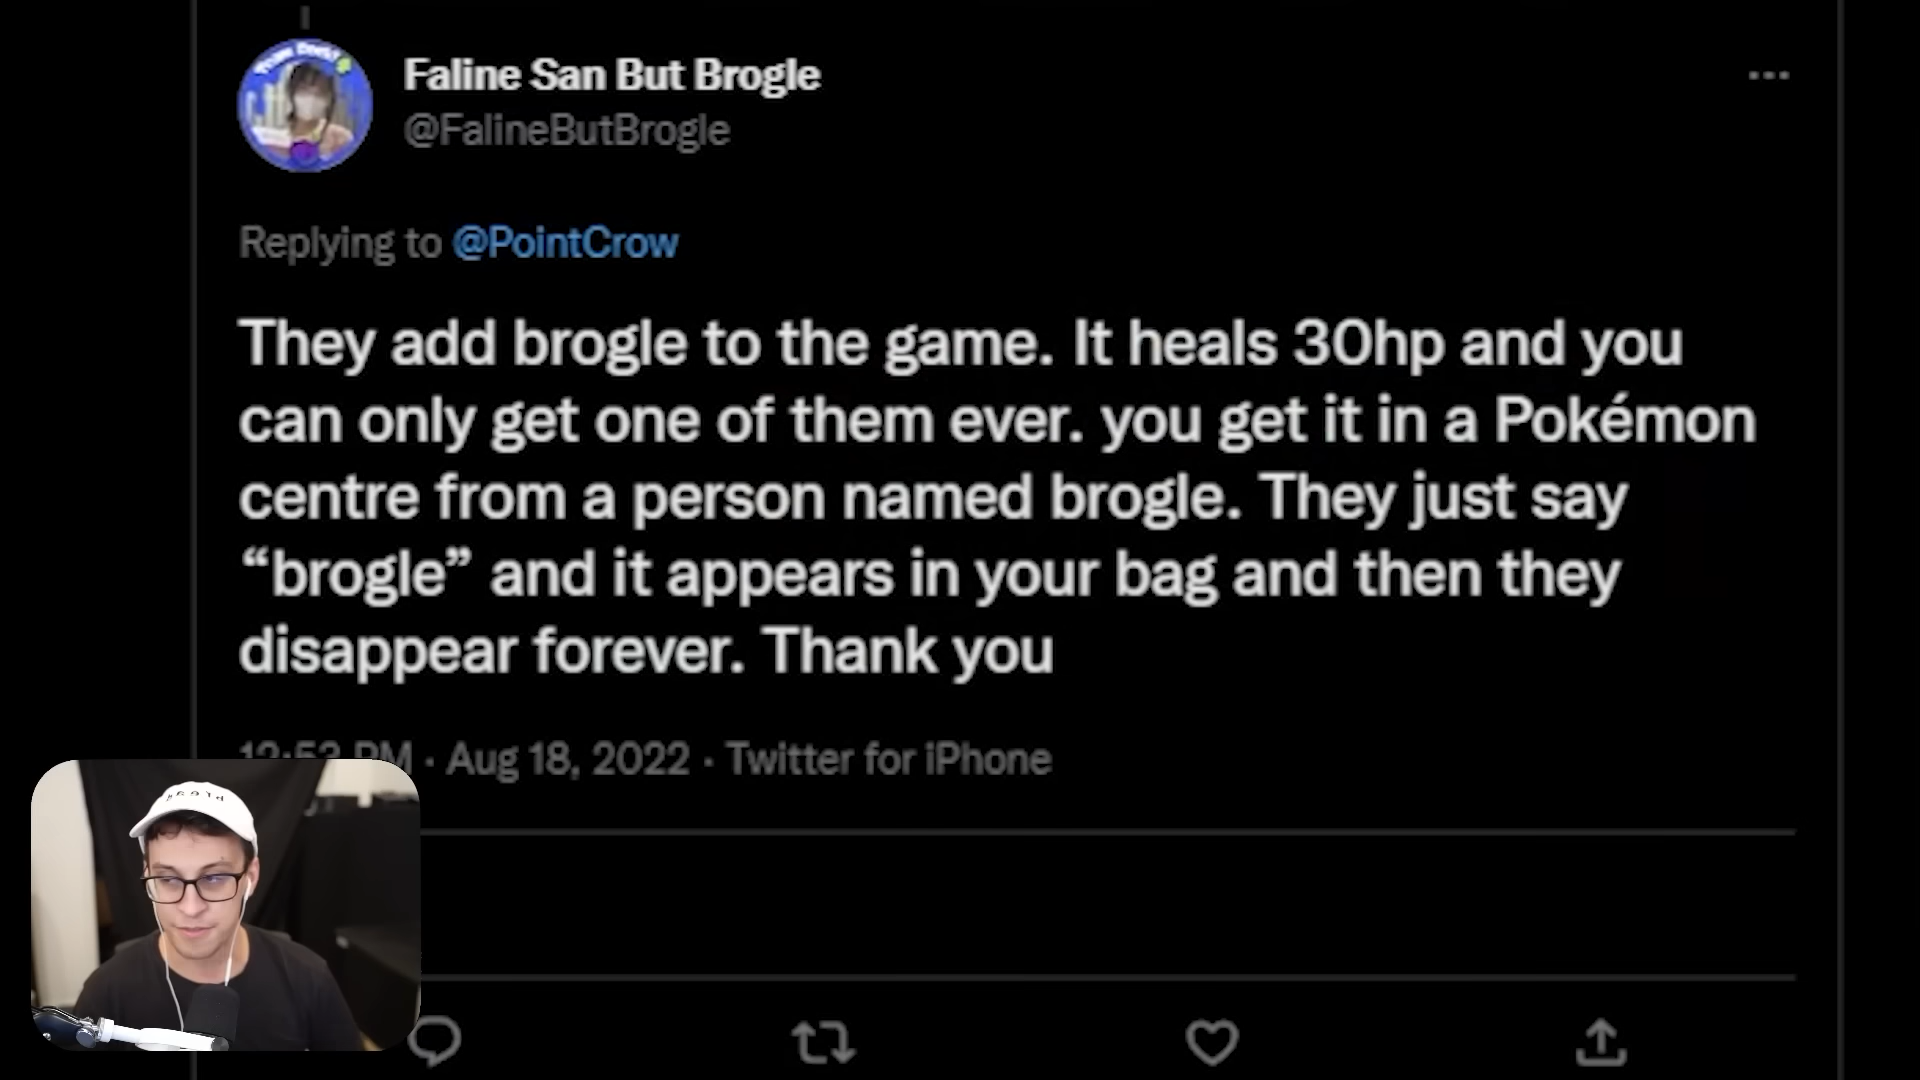 Faline San But Brogle
@FalineButBrogle
Replying to @PointCrow
They add brogle to the game. It heals 30hp and you
can only get one of them ever. you get it in a Pokémon
centre from a person named brogle. They just say
“brogle” and it appears in your bag and then they
disappear forever. Thank you
12:53 PM · Aug 18, 2022 · Twitter for iPhone